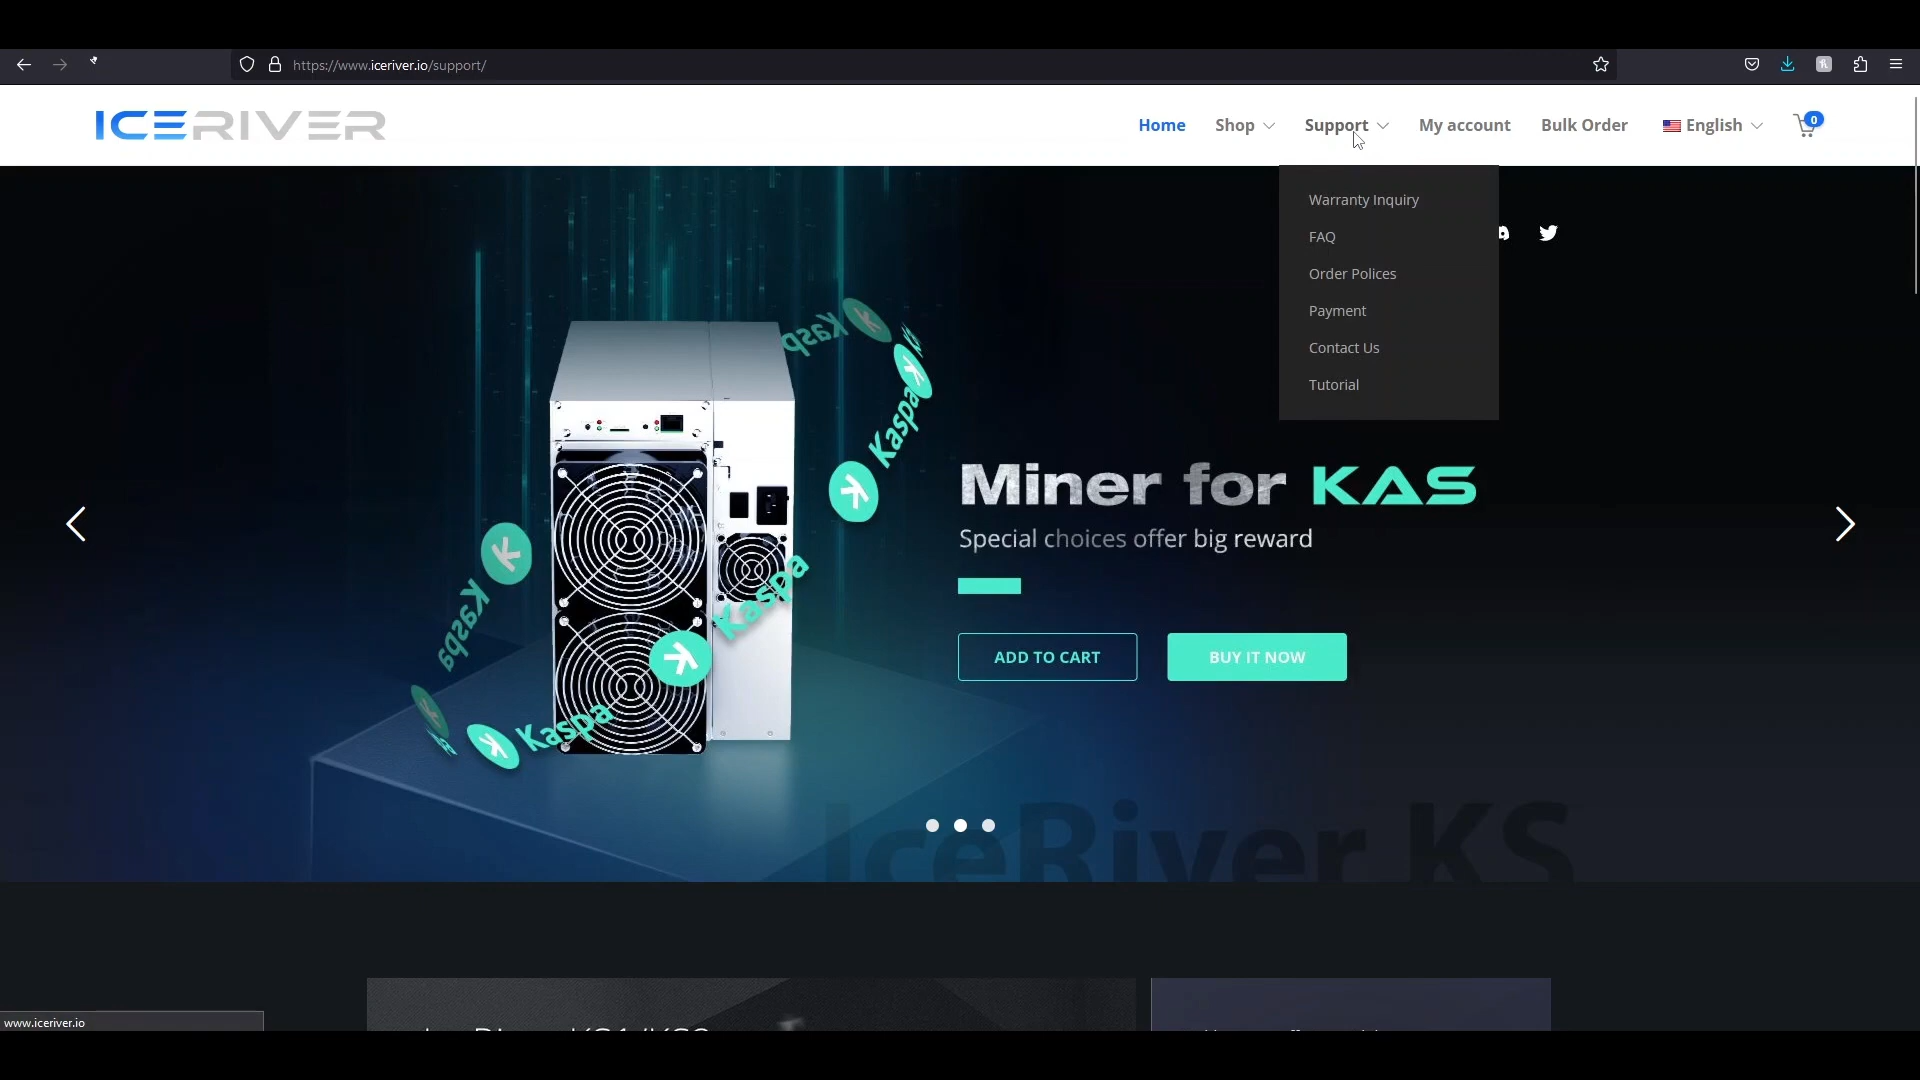 https://www.iceriver.io/support/
ICERIVER
Home
Shop
Support
My account
Bulk Order
English
0
Warranty Inquiry
FAQ
Order Polices
Payment
Contact Us
Tutorial
Kaspa
Kaspa
Miner for KAS
Special choices offer big reward
Kaspa
Kaspa
ADD TO CART
BUY IT NOW
Kaspa
IceRiver KS
www.iceriver.io